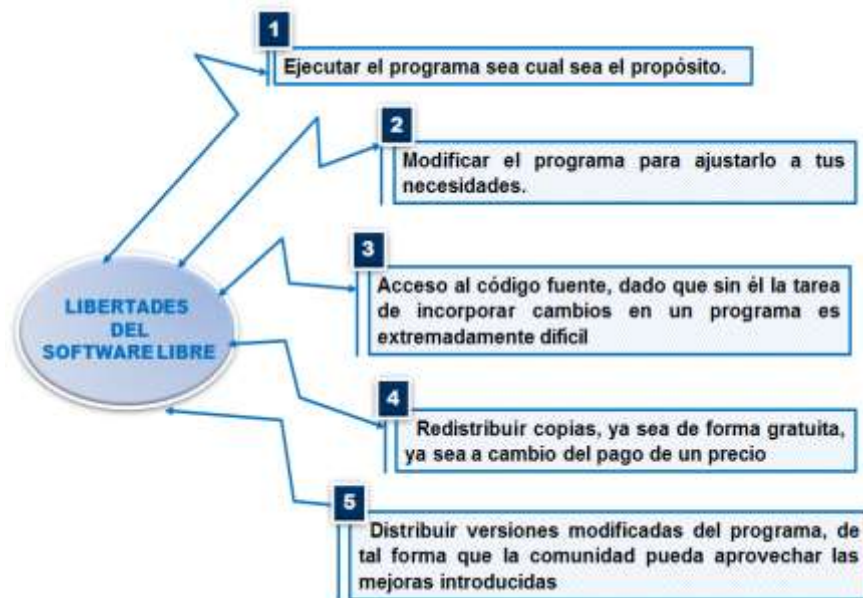 1
Ejecutar el programa sea cual sea el propósito.
2
Modificar el programa para ajustarlo a tus
necesidades.
3
Acceso al código fuente, dado que sin él la tarea
de incorporar cambios en un programa es
extremadamente difícil
LIBERTADES
DEL
SOFTWARE LIBRE
4
Redistribuir copias, ya sea de forma gratuita,
ya sea a cambio del pago de un precio
5
Distribuir versiones modificadas del programa, de
tal forma que la comunidad pueda aprovechar las
mejoras introducidas